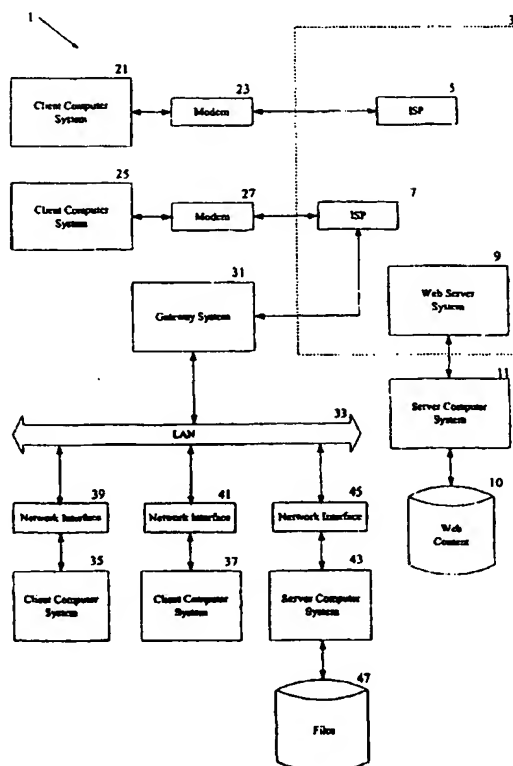 1
3
21
Client Computer
System
23
Modem
5
ISP
25
Client Computer
System
27
Modem
7
ISP
31
Gateway System
9
Web Server
System
11
Server Computer
System
10
Web
Content
33
LAN
39
Network Interface
41
Network Interface
45
Network Interface
35
Client Computer
System
37
Client Computer
System
43
Server Computer
System
47
Files